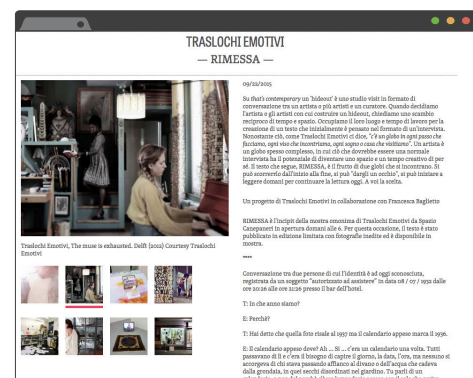 TRASLOCHI EMOTIVI
— RIMESSA —
09/22/2015
Su that's contemporary un 'hideout' è uno studio visit in formato di
conversazione tra un artista o più artisti e un curatore. Quando decidiamo
l'artista o gli artisti con cui costruire un hideout, chiediamo uno scambio
reciproco di tempo e spazio. Occupiamo il loro luogo e tempo di lavoro per la
creazione di un testo che inizialmente è pensato nel formato di un'intervista.
Nonostante ciò, come Traslochi Emotivi ci dice, "c'è un globo in ogni passo che
facciamo, ogni viso che incontriamo, ogni sogno o casa che visitiamo". Un artista è
un globo spesso complesso, in cui ciò che dovrebbe essere una normale
intervista ha il potenziale di diventare uno spazio e un tempo creativo di per
sé. Il testo che segue, RIMESSA, è il frutto di due globi che si incontrano. Si
può scorrerlo dall'inizio alla fine, si può "dargli un occhio", si può iniziare a
leggere domani per continuare la lettura oggi. A voi la scelta.
Un progetto di Traslochi Emotivi in collaborazione con Francesca Baglietto
RIMESSA è l'incipit della mostra omonima di Traslochi Emotivi da Spazio
Canepaneri in apertura domani alle 6. Per questa occasione, il testo è stato
pubblicato in edizione limitata con fotografie inedite ed è disponibile in
mostra.
****
Conversazione tra due persone di cui l'identità è ad oggi sconosciuta,
registrata da un soggetto "autorizzato ad assistere" in data 08 / 07 / 1932 dalle
ore 20:26 alle ore 21:26 presso il bar dell'hotel.
T: In che anno siamo?
E: Perchè?
T: Hai detto che quella foto risale al 1937 ma il calendario appeso marca il 1936.
E: Il calendario appeso dove? Ah ... Sì ... c'era un calendario una volta. Tutti
passavano di lì e c'era il bisogno di capire il giorno, la data, l'ora, ma nessuno si
accorgeva di chi stava passando affianco al divano o dell'acqua che cadeva
dalla grondaia, in quei secchi disordinati nel giardino. Tu parli di un
Traslochi Emotivi, The muse is exhausted. Delft (2012) Courtesy Traslochi
Emotivi